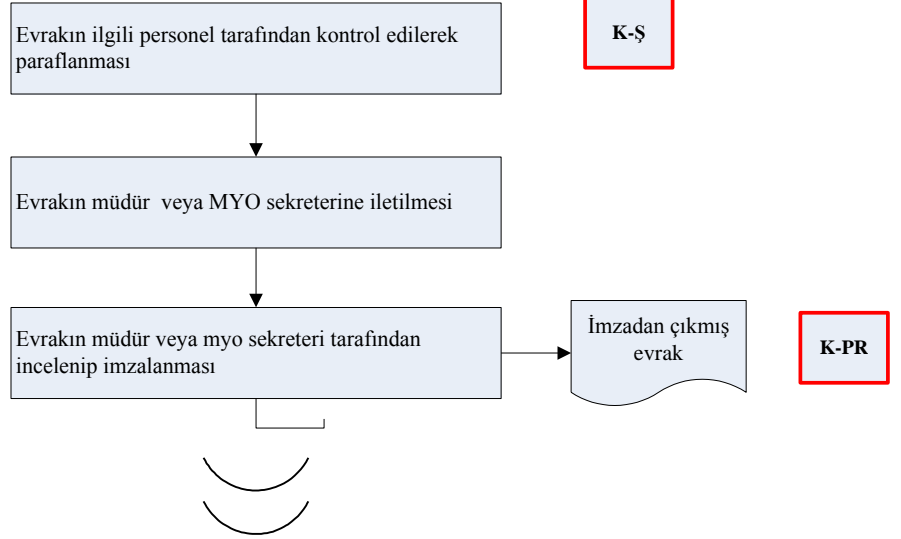 Evrakın ilgili personel tarafından kontrol edilerek
paraflanması
K-Ş
Evrakın müdür veya MYO sekreterine iletilmesi
Evrakın müdür veya myo sekreteri tarafından
incelenip imzalanması
İmzadan çıkmış
evrak
K-PR